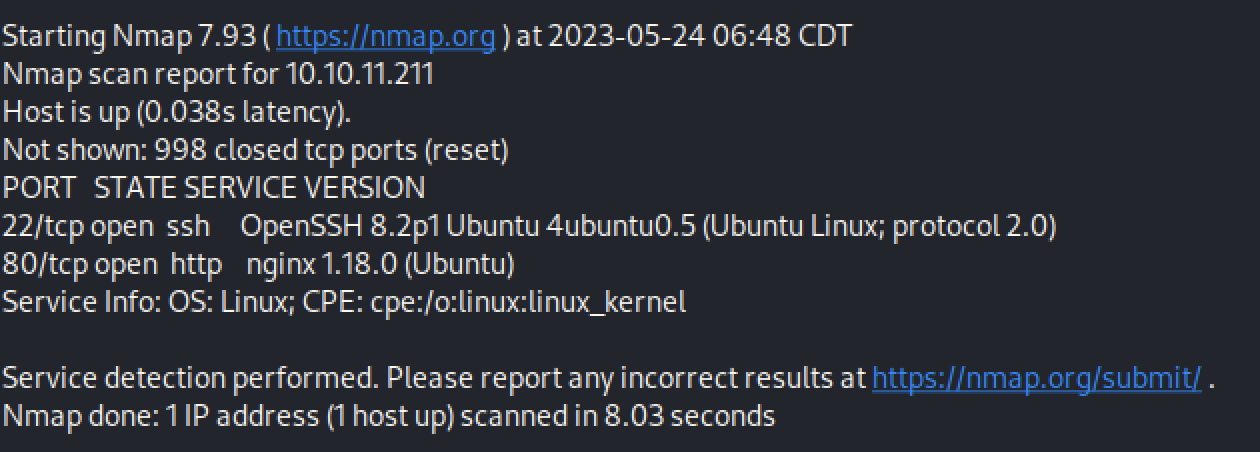 Starting Nmap 7.93 ( https://nmap.org ) at 2023-05-24 06:48 CDT
Nmap scan report for 10.10.11.211
Host is up (0.038s latency).
Not shown: 998 closed tcp ports (reset)
PORT   STATE SERVICE VERSION
22/tcp open  ssh     OpenSSH 8.2p1 Ubuntu 4ubuntu0.5 (Ubuntu Linux; protocol 2.0)
80/tcp open  http    nginx 1.18.0 (Ubuntu)
Service Info: OS: Linux; CPE: cpe:/o:linux:linux_kernel

Service detection performed. Please report any incorrect results at https://nmap.org/submit/ .
Nmap done: 1 IP address (1 host up) scanned in 8.03 seconds